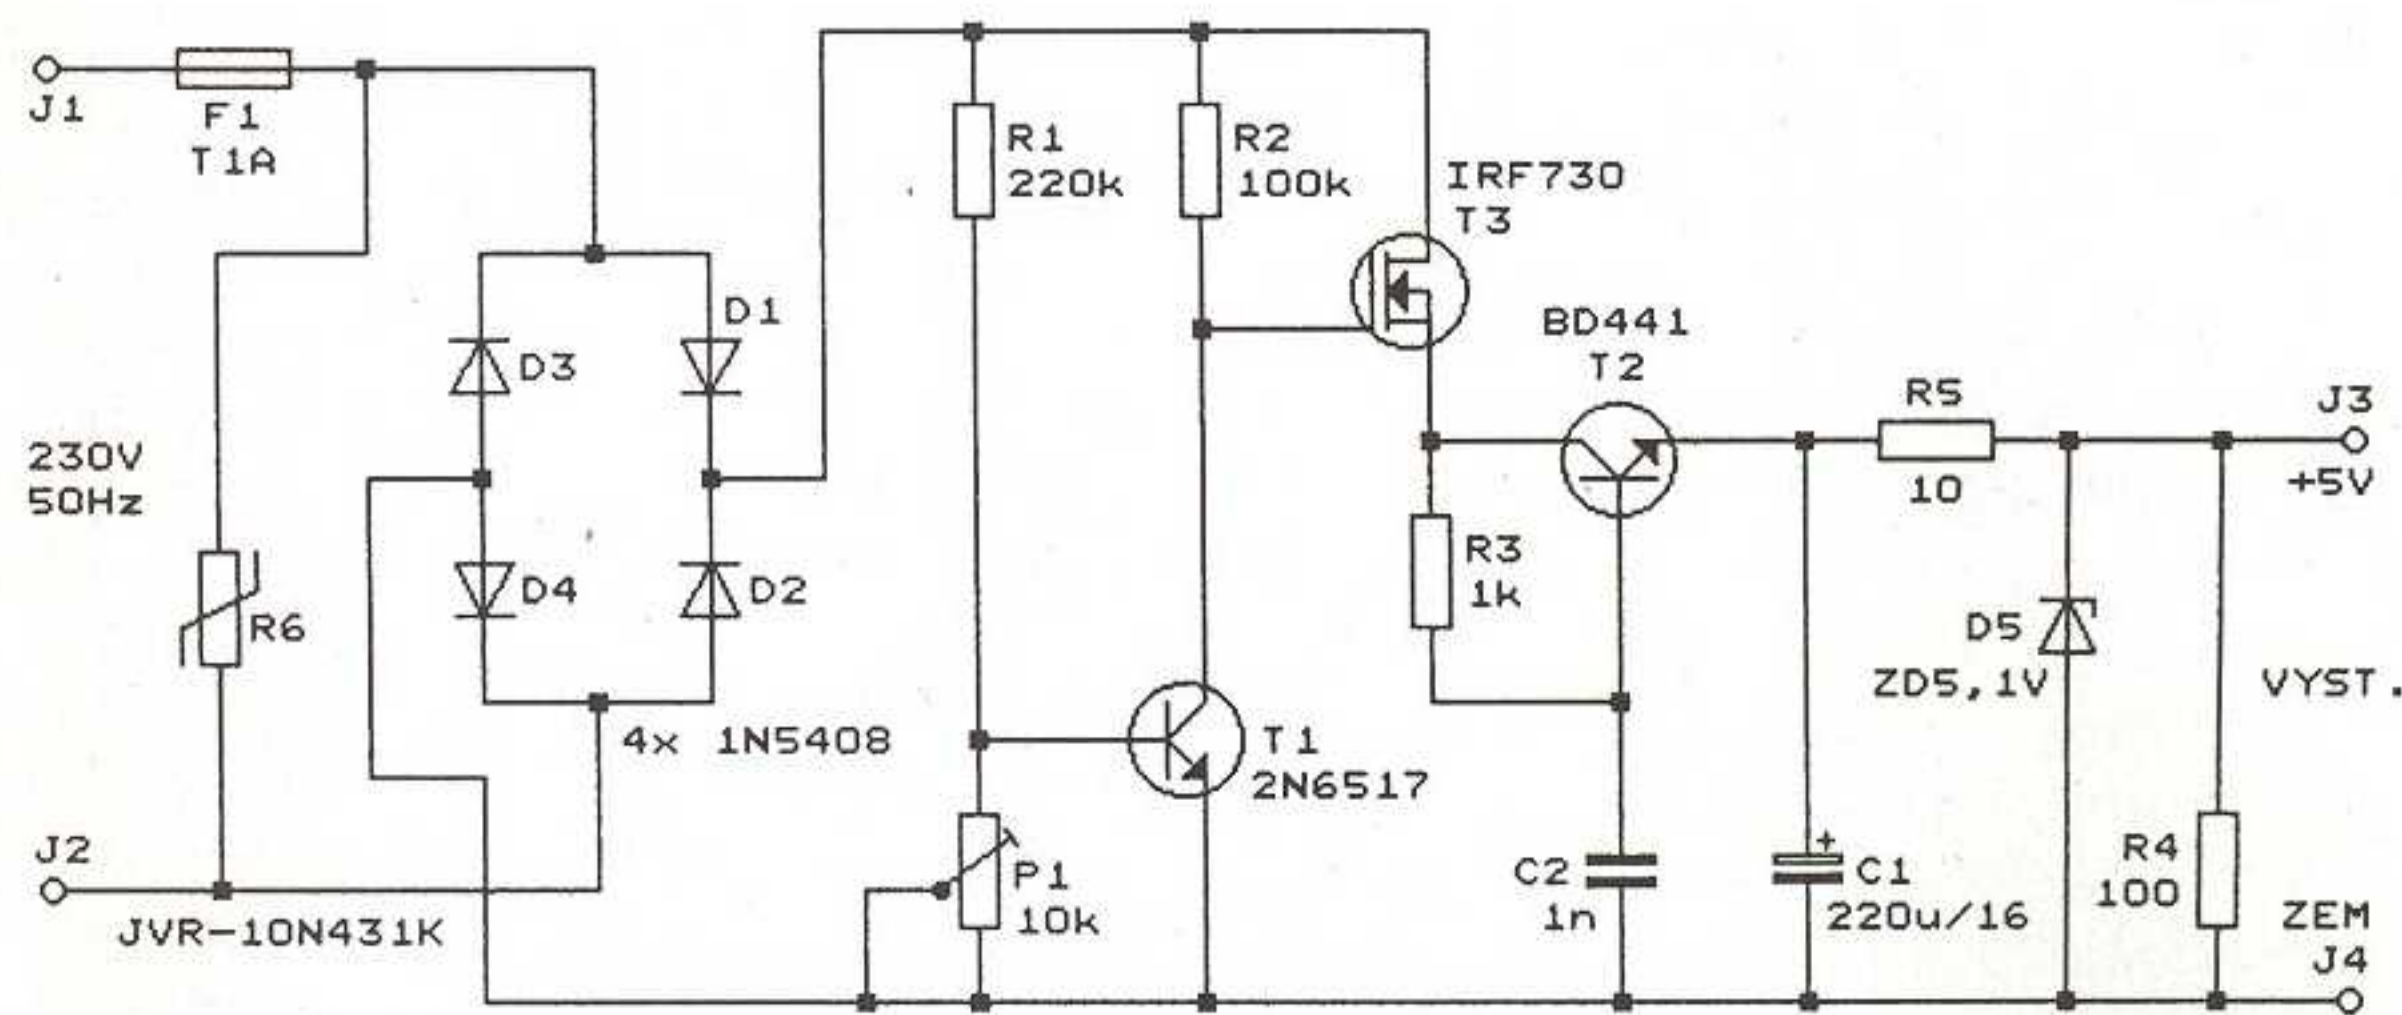 J1
F1
T1A
230V
50Hz
R6
J2
JVR-10N431K
D3
D1
D4
D2
4x 1N5408
R1
220k
R2
100k
IRF730
T3
BD441
T2
R3
1k
T1
2N6517
P1
10k
C2
1n
+
C1
220u/16
R5
10
D5
ZD5,1V
J3
+5V
VYST.
R4
100
ZEM
J4